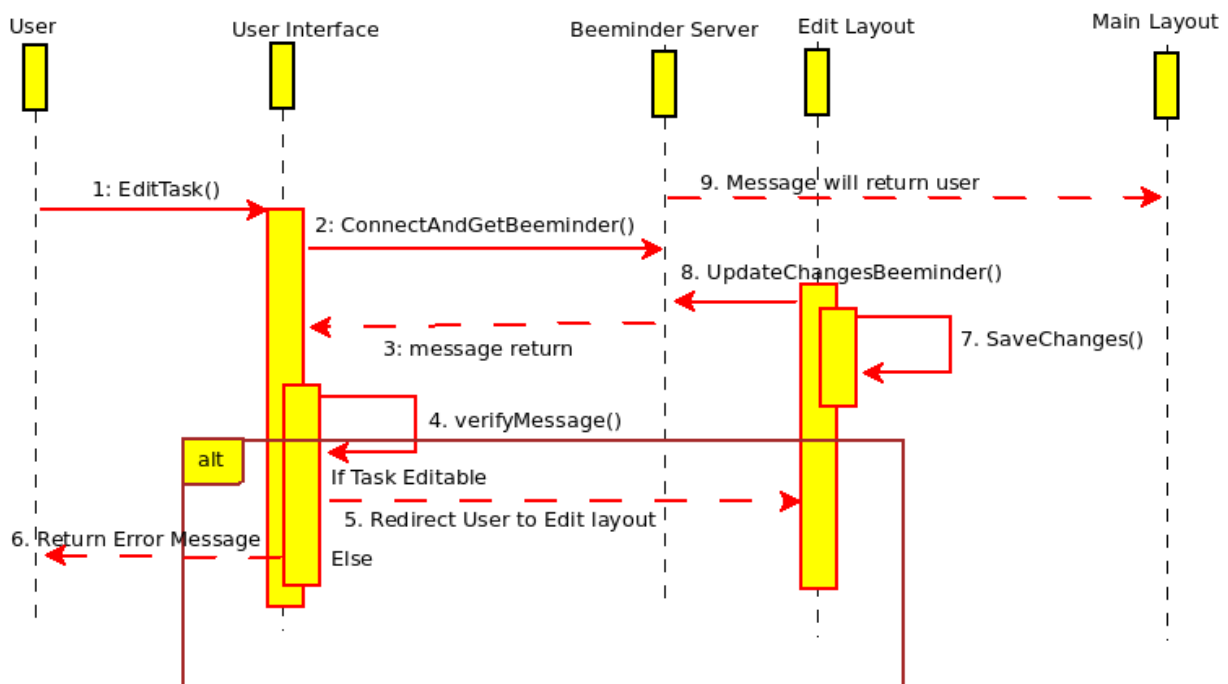 User
User Interface
Beeminder Server
Edit Layout
Main Layout
1: EditTask()
9. Message will return user
2: ConnectAndGetBeeminder()
8. UpdateChangesBeeminder()
3: message return
7. SaveChanges()
4. verifyMessage()
alt
If Task Editable
5. Redirect User to Edit layout
6. Return Error Message
Else